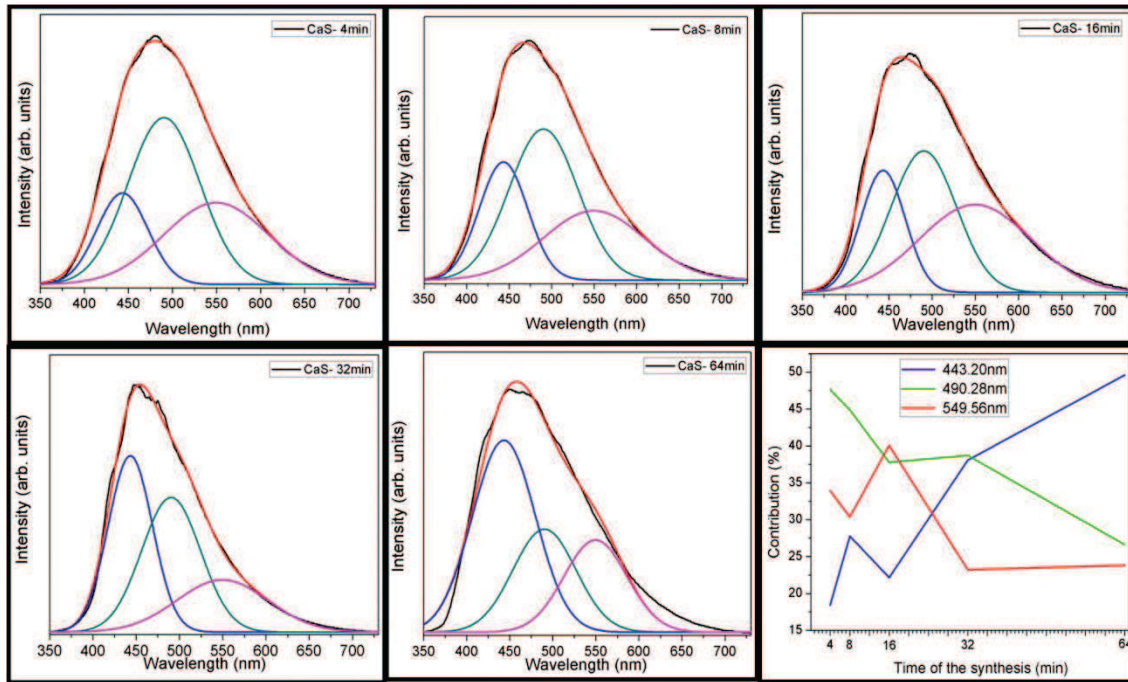 CaS- 4min
Intensity (arb. units)
350 400 450 500 550 600 650 700
Wavelength (nm)
CaS- 8min
Intensity (arb. units)
350 400 450 500 550 600 650 700
Wavelength (nm)
CaS- 16min
Intensity (arb. units)
350 400 450 500 550 600 650 700
Wavelength (nm)
CaS- 32min
Intensity (arb. units)
350 400 450 500 550 600 650 700
Wavelength (nm)
CaS- 64min
Intensity (arb. units)
350 400 450 500 550 600 650 700
Wavelength (nm)
443.20nm
490.28nm
549.56nm
Contribution (%)
50
45
40
35
30
25
20
15
4 8 16 32 64
Time of the synthesis (min)